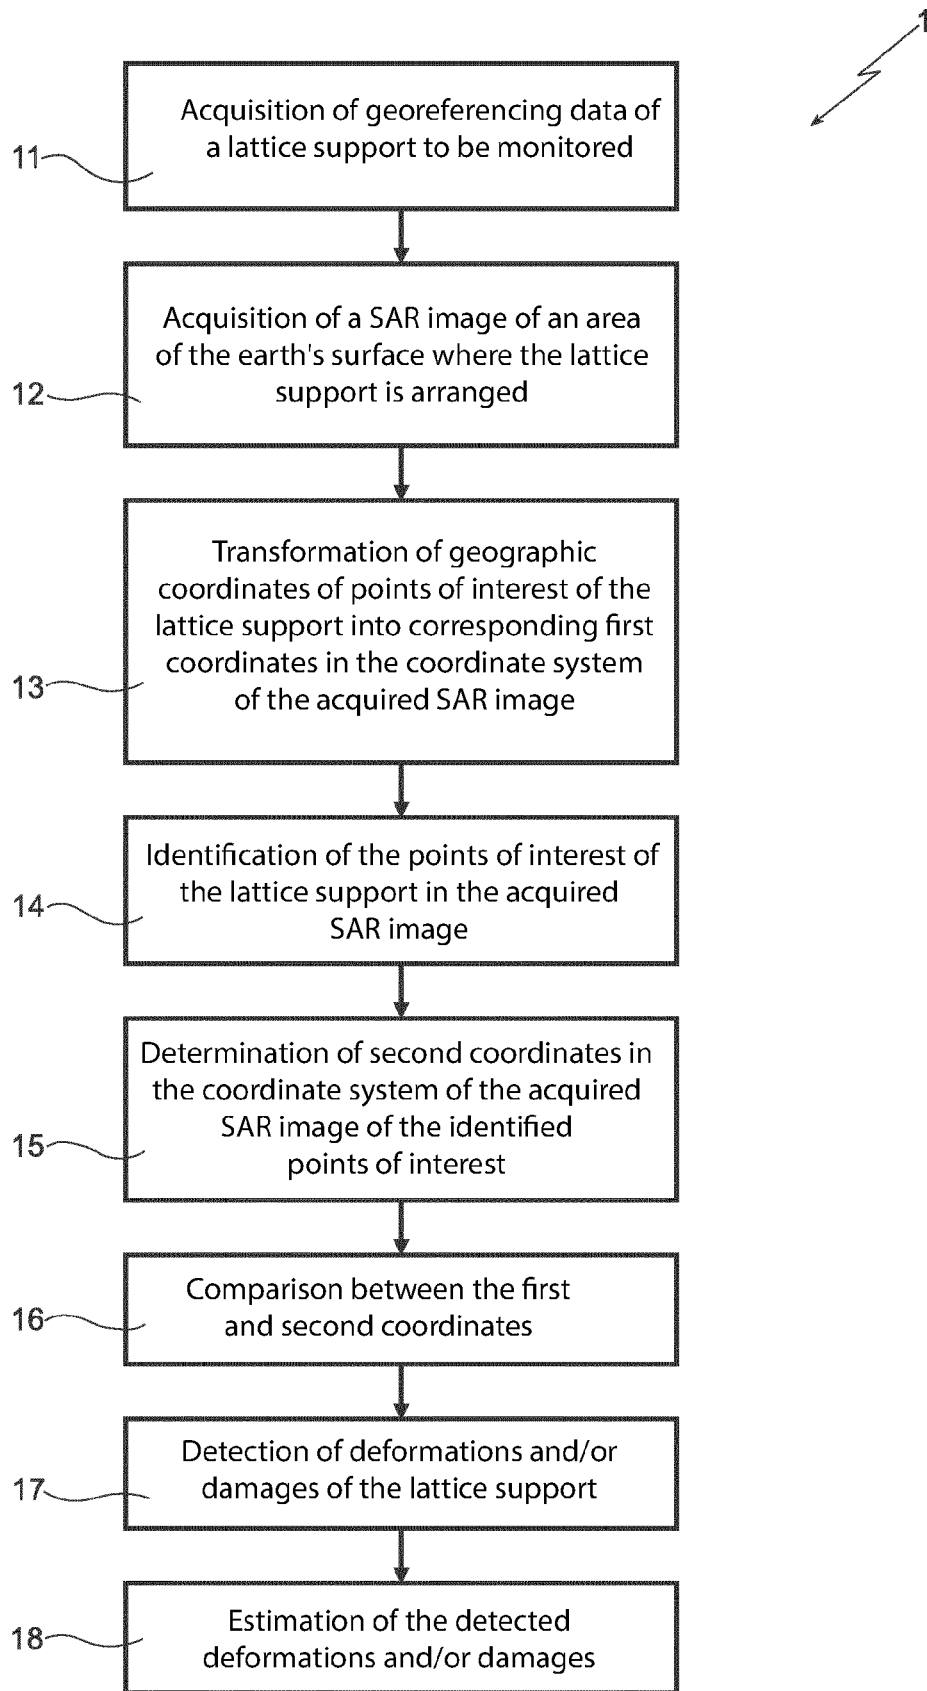 1
Acquisition of georeferencing data of
a lattice support to be monitored
11
Acquisition of a SAR image of an area
of the earth's surface where the lattice
support is arranged
12
Transformation of geographic
coordinates of points of interest of the
lattice support into corresponding first
coordinates in the coordinate system
of the acquired SAR image
13
Identification of the points of interest of
the lattice support in the acquired
SAR image
14
Determination of second coordinates in
the coordinate system of the acquired
SAR image of the identified
points of interest
15
Comparison between the first
and second coordinates
16
Detection of deformations and/or
damages of the lattice support
17
Estimation of the detected
deformations and/or damages
18